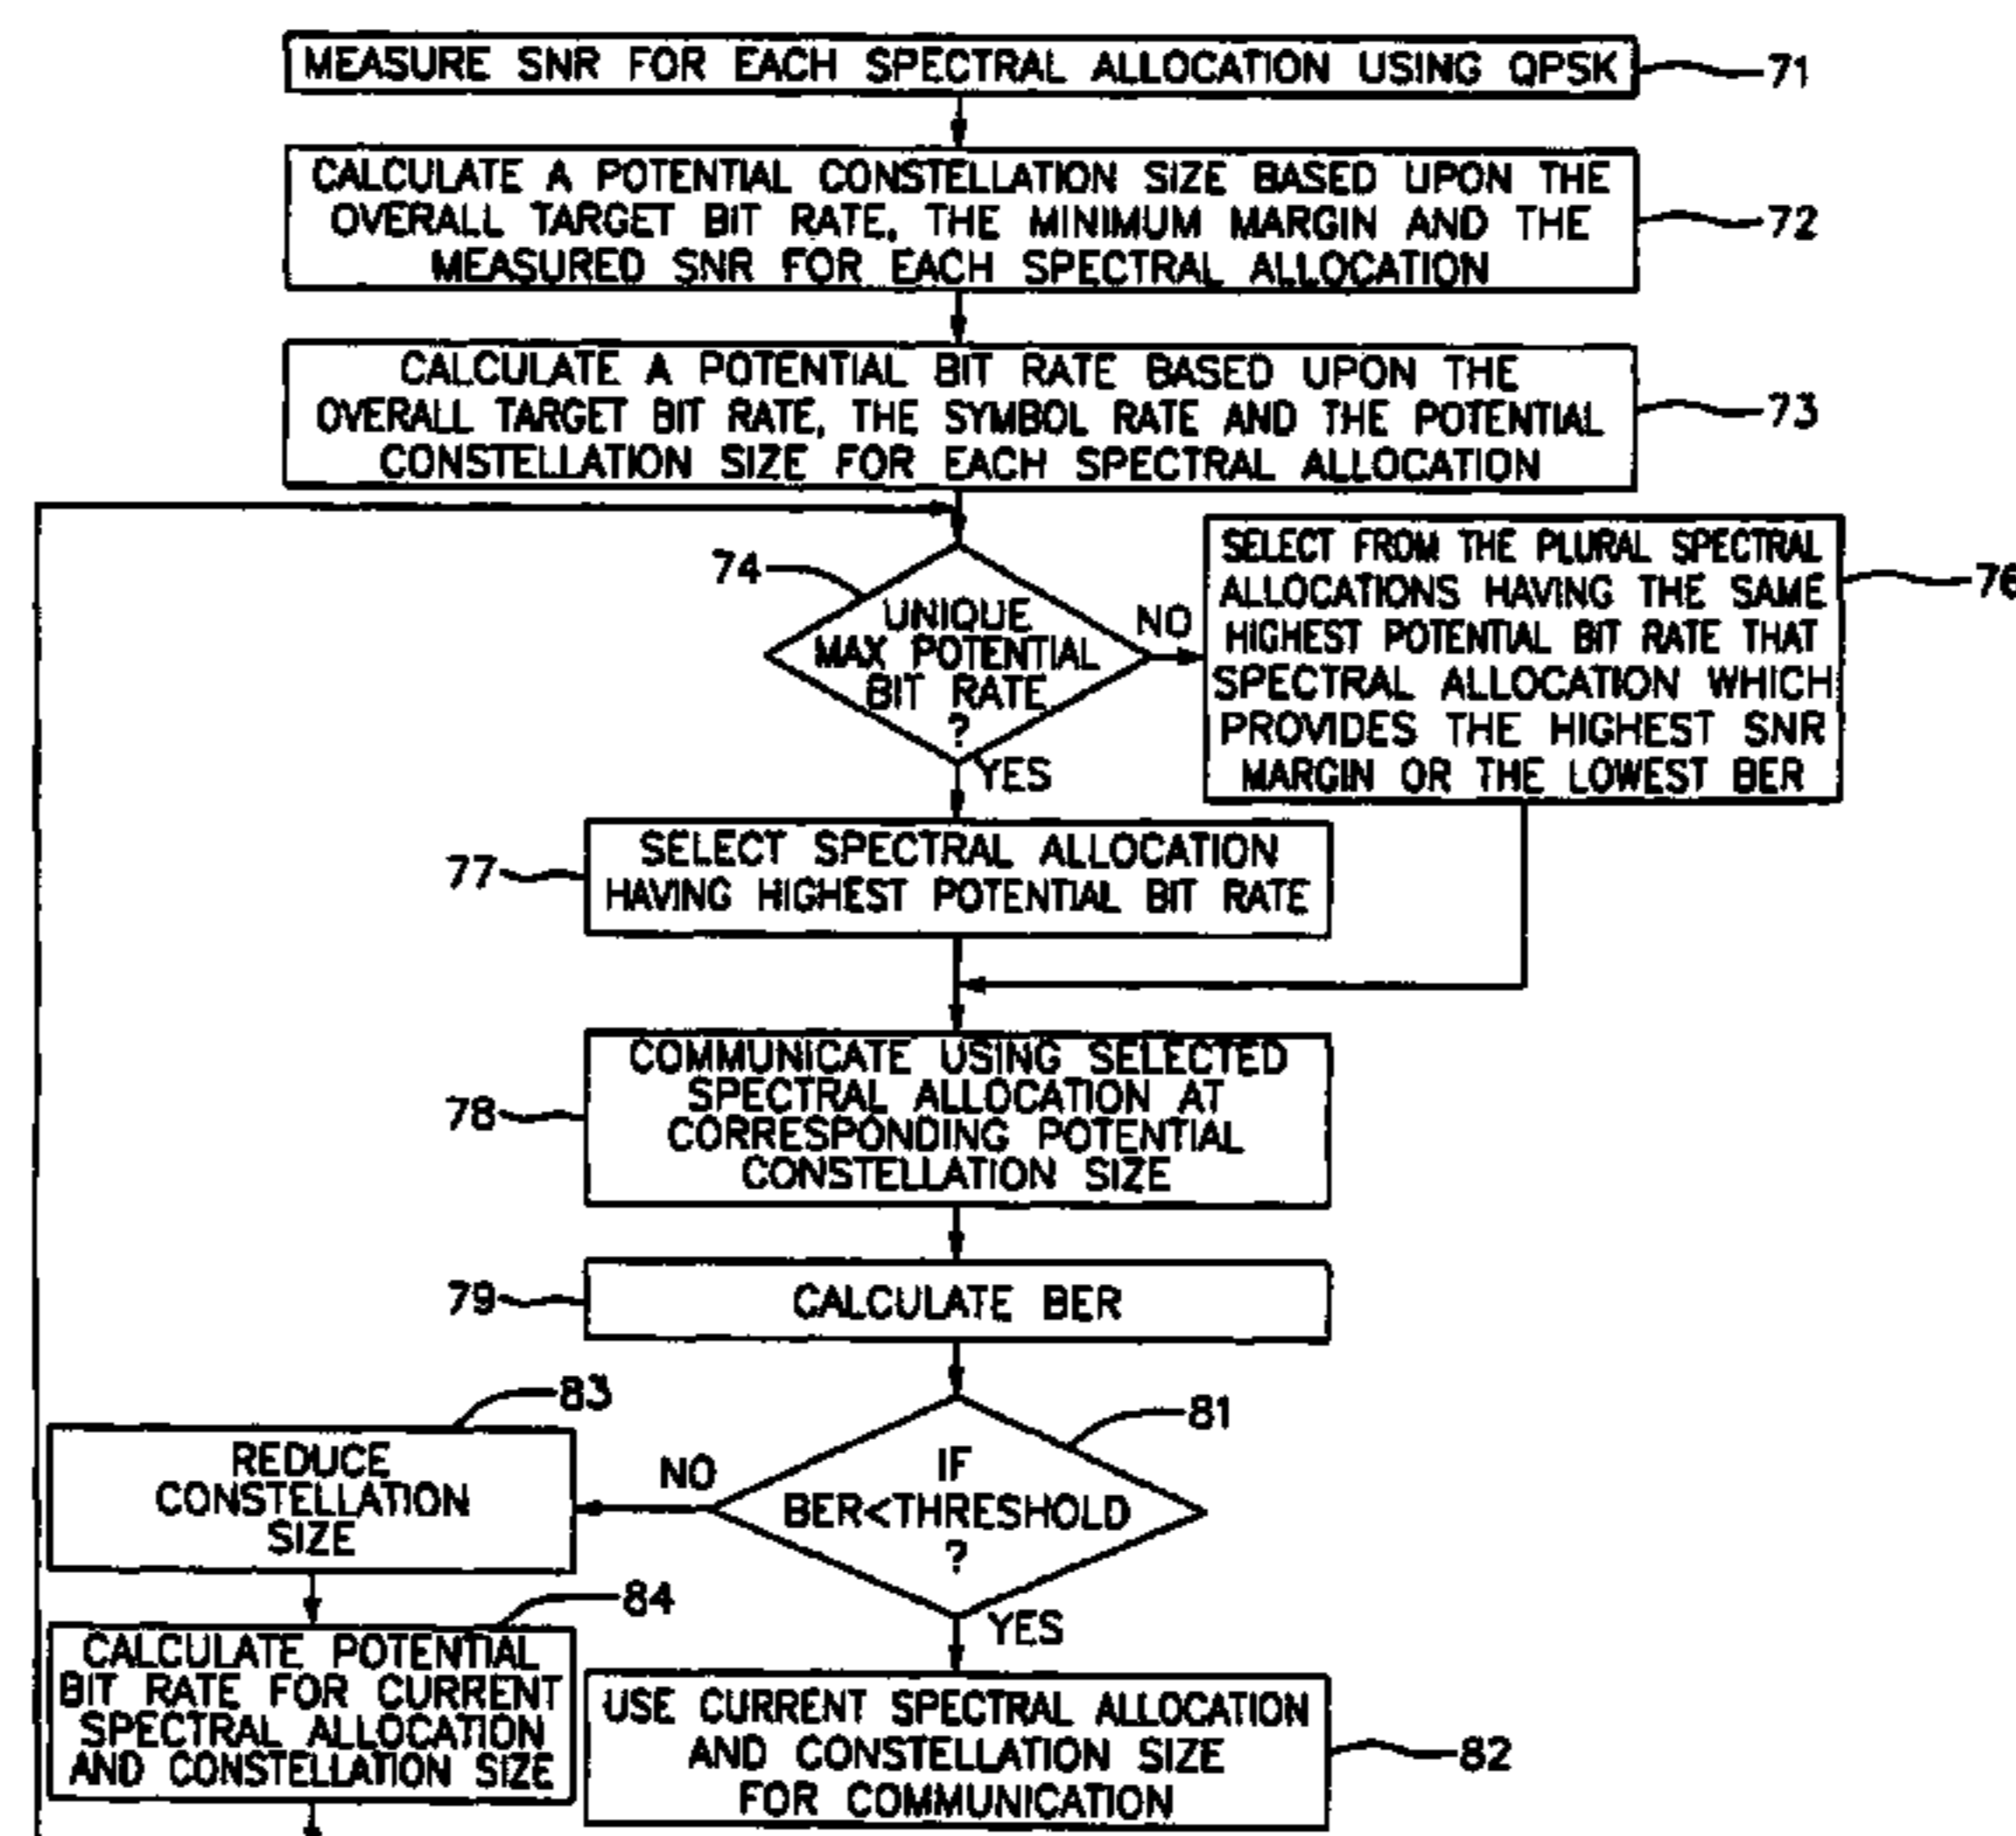 MEASURE SNR FOR EACH SPECTRAL ALLOCATION USING QPSK
71
CALCULATE A POTENTIAL CONSTELLATION SIZE BASED UPON THE
OVERALL TARGET BIT RATE, THE MINIMUM MARGIN AND THE
MEASURED SNR FOR EACH SPECTRAL ALLOCATION
72
CALCULATE A POTENTIAL BIT RATE BASED UPON THE
OVERALL TARGET BIT RATE, THE SYMBOL RATE AND THE POTENTIAL
CONSTELLATION SIZE FOR EACH SPECTRAL ALLOCATION
73
74
UNIQUE
MAX POTENTIAL
BIT RATE
?
NO
YES
SELECT FROM THE PLURAL SPECTRAL
ALLOCATIONS HAVING THE SAME
HIGHEST POTENTIAL BIT RATE THAT
SPECTRAL ALLOCATION WHICH
PROVIDES THE HIGHEST SNR
MARGIN OR THE LOWEST BER
76
77
SELECT SPECTRAL ALLOCATION
HAVING HIGHEST POTENTIAL BIT RATE
78
COMMUNICATE USING SELECTED
SPECTRAL ALLOCATION AT
CORRESPONDING POTENTIAL
CONSTELLATION SIZE
79
CALCULATE BER
81
IF
BER<THRESHOLD
?
NO
YES
83
REDUCE
CONSTELLATION
SIZE
84
CALCULATE POTENTIAL
BIT RATE FOR CURRENT
SPECTRAL ALLOCATION
AND CONSTELLATION SIZE
USE CURRENT SPECTRAL ALLOCATION
AND CONSTELLATION SIZE
FOR COMMUNICATION
82